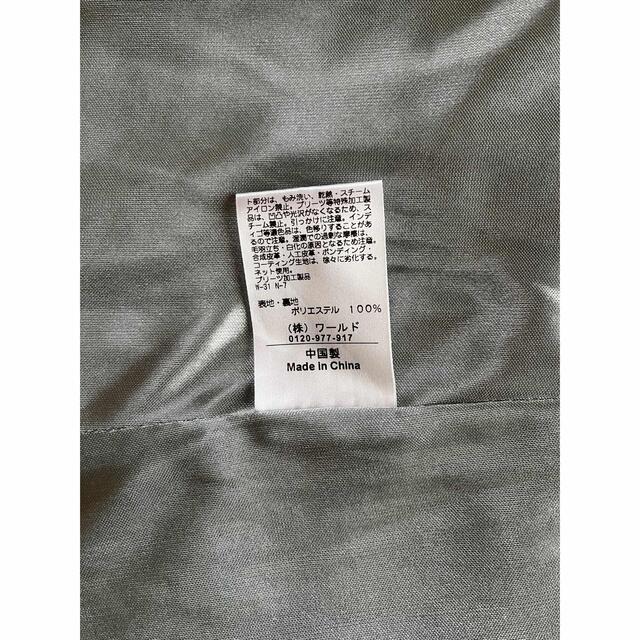 ト部分は、もみ洗い、乾熱・スチーム
アイロン禁止。プリーツ等特殊加工製
品は、凹凸や光沢がなくなるため、ス
チーム禁止。引っかけに注意。インデ
ィゴ等濃色品は、色移りすることがあ
るので注意。湿潤での過剰な摩擦は、
毛羽立ち・白化の原因となるため注意。
合成皮革・人工皮革・ボンディング・
コーティング生地は、徐々に劣化する。
ネット使用。
プリーツ加工製品
W-31 N-7
表地・裏地
ポリエステル 100%
(株) ワールド
0120-977-917
中国製
Made in China